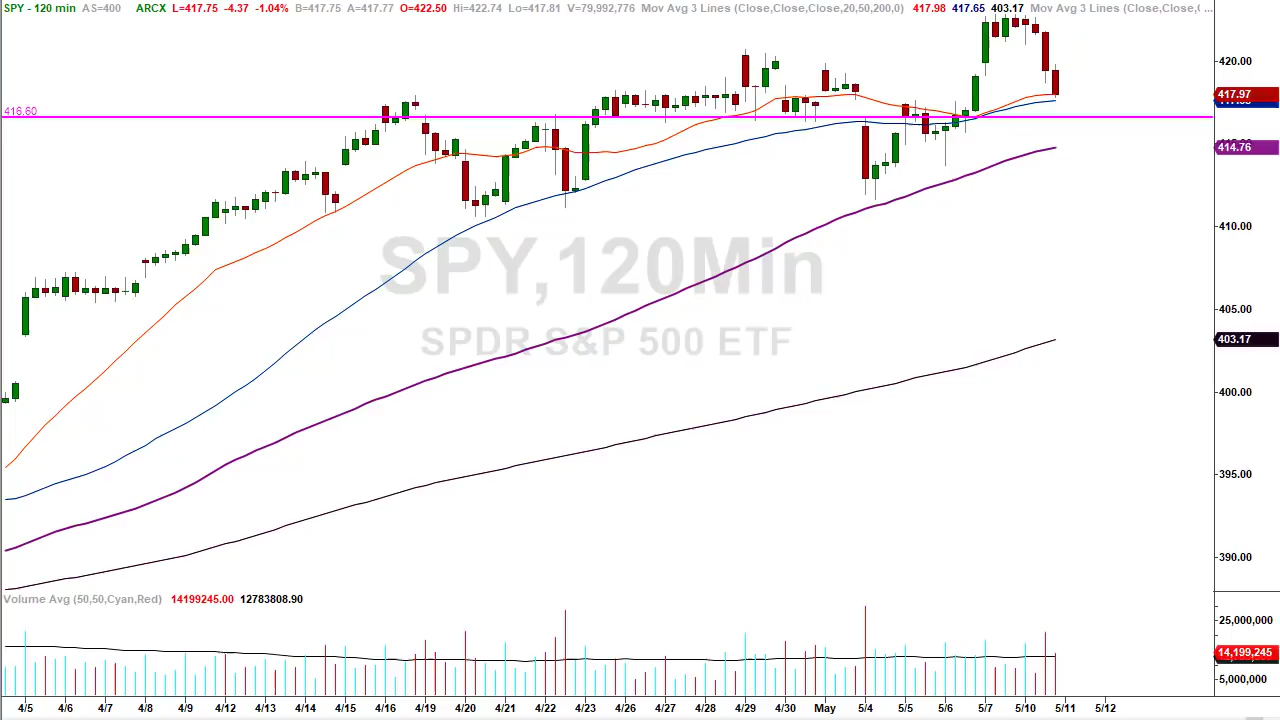 SPY - 120 min AS=400 ARCX L=417.75 -4.37 -1.04% B=417.75 A=417.77 O=422.50 Hi=422.74 Lo=417.81 V=79,992,776 Mov Avg 3 Lines (Close,Close,Close,20,50,200,0) 417.98 417.65 403.17 Mov Avg 3 Lines (Close,Close,( ...
420.00
417.97
416.60
414.76
410.00
SPY,120Min
405.00
SPDR S&P 500 ETF
403.17
400.00
395.00
390.00
Volume Avg (50,50,Cyan,Red) 14199245.00 12783808.90
25,000,000
14,199,245
5,000,000
4/5 4/6 4/7 4/8 4/9 4/12 4/13 4/14 4/15 4/16 4/19 4/20 4/21 4/22 4/23 4/26 4/26 4/27 4/28 4/29 4/30 May 5/4 5/5 5/6 5/7 5/10 5/11 5/12